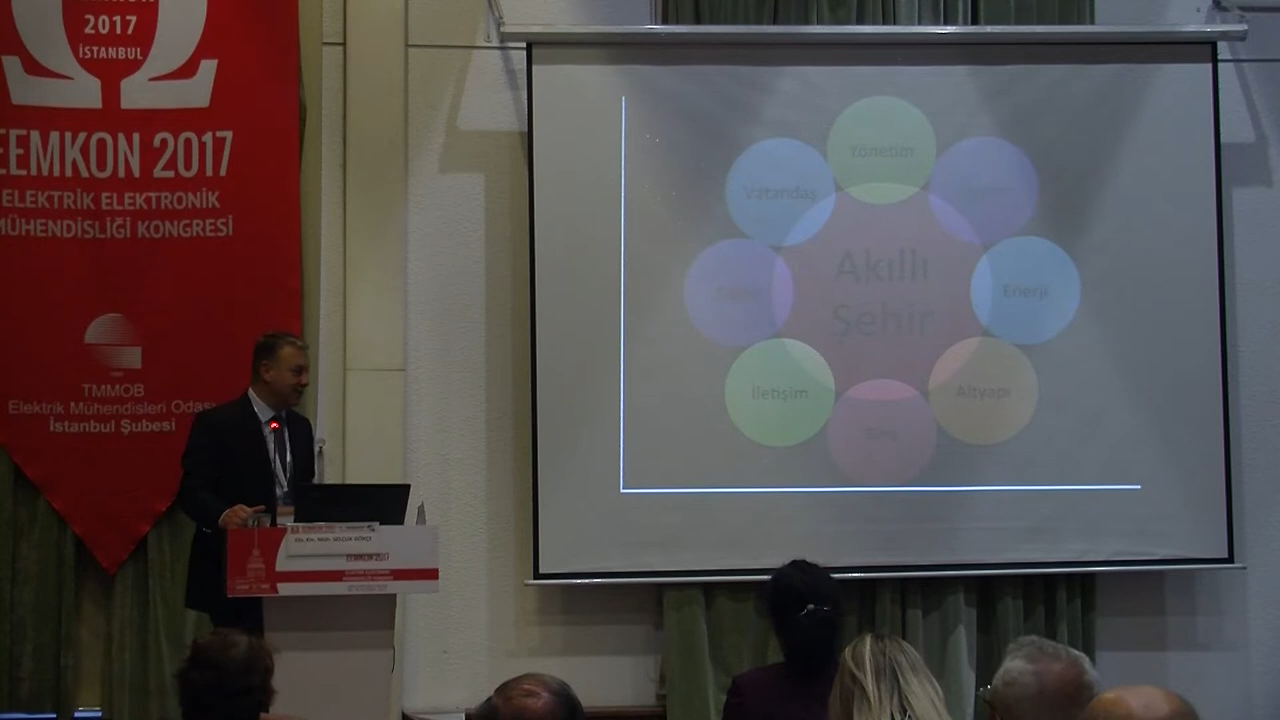 2017
İSTANBUL
EEMKON 2017
ELEKTRİK ELEKTRONİK
MÜHENDİSLİĞİ KONGRESİ
TMMOB
Elektrik Mühendisleri Odası
İstanbul Şubesi
Yönetim
Vatandaş
Akıllı
Şehir
Enerji
İletişim
Altyapı
EEMKON 2017